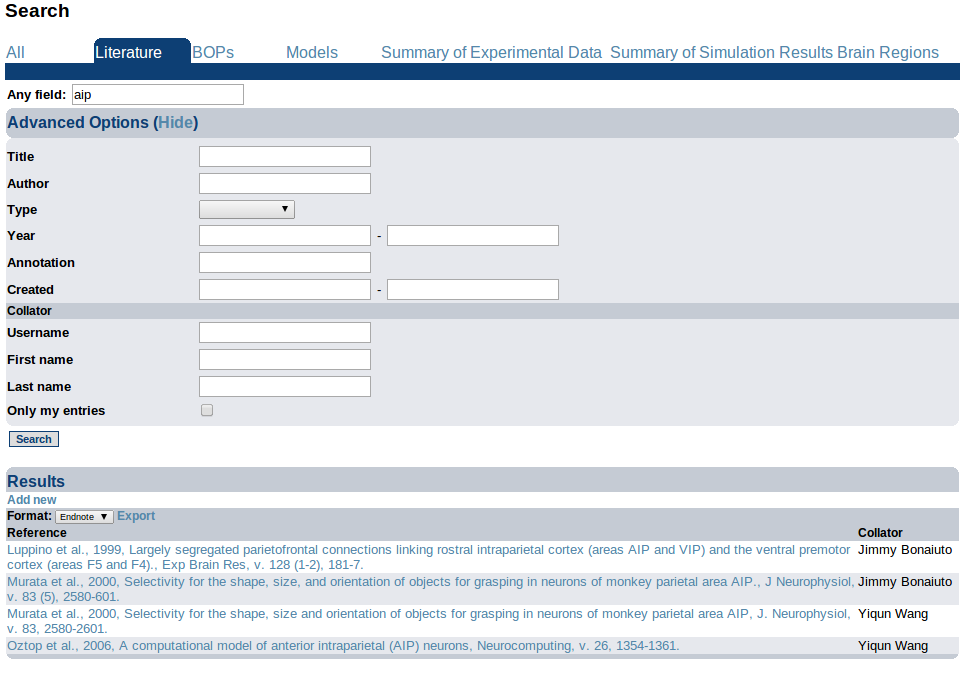 Search
All Literature BOPs Models Summary of Experimental Data Summary of Simulation Results Brain Regions
Any field: aip
Advanced Options (Hide)
Title
Author
Type
Year -
Annotation
Created -
Collator
Username
First name
Last name
Only my entries
Search
Results
Add new
Format: Endnote Export
Reference Collator
Luppino et al., 1999, Largely segregated parietofrontal connections linking rostral intraparietal cortex (areas AIP and VIP) and the ventral premotor Jimmy Bonaiuto
cortex (areas F5 and F4)., Exp Brain Res, v. 128 (1-2), 181-7.
Murata et al., 2000, Selectivity for the shape, size, and orientation of objects for grasping in neurons of monkey parietal area AIP., J Neurophysiol, Jimmy Bonaiuto
v. 83 (5), 2580-601.
Murata et al., 2000, Selectivity for the shape, size and orientation of objects for grasping in neurons of monkey parietal area AIP, J. Neurophysiol, Yiqun Wang
v. 83, 2580-2601.
Oztop et al., 2006, A computational model of anterior intraparietal (AIP) neurons, Neurocomputing, v. 26, 1354-1361. Yiqun Wang